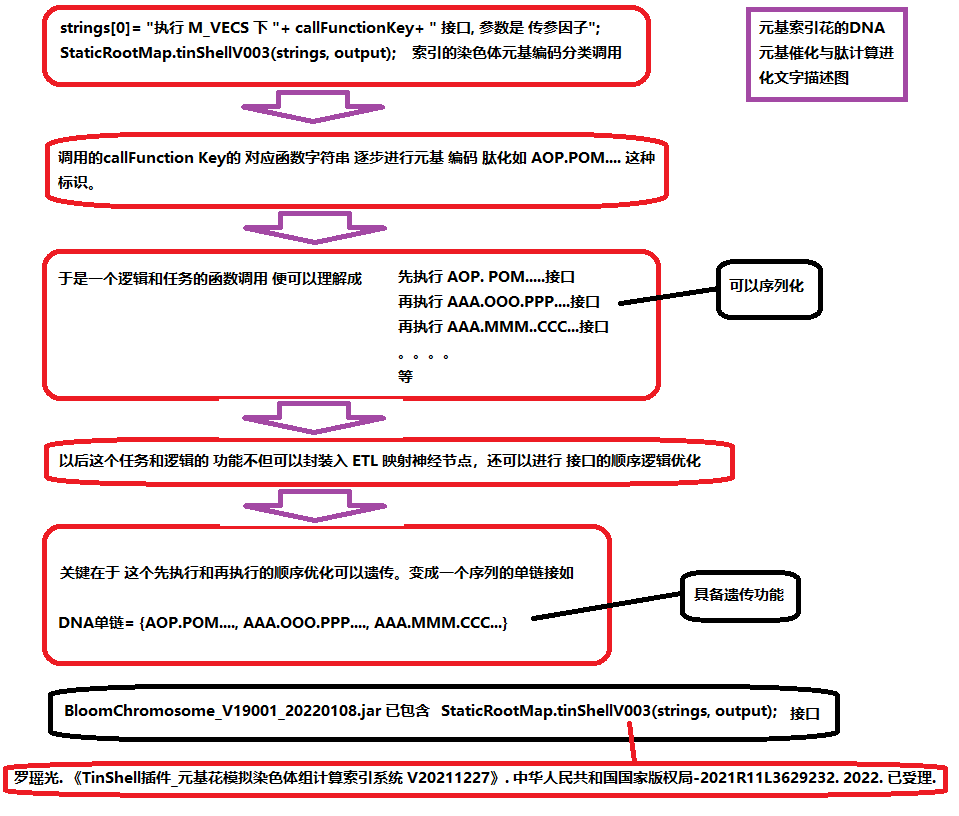 strings[0]= "执行 M_VECS 下 "+ callFunctionKey+ " 接口, 参数是 传参因子";
StaticRootMap.tinShellV003(strings, output);   索引的染色体元基编码分类调用
元基索引花的DNA
元基催化与肽计算进
化文字描述图
调用的callFunction Key的 对应函数字符串 逐步进行元基 编码 肽化如 AOP.POM.... 这种
标识。
于是一个逻辑和任务的函数调用 便可以理解成
先执行 AOP. POM.....接口
再执行 AAA.OOO.PPP....接口
再执行 AAA.MMM..CCC...接口
。。。。
等
可以序列化
以后这个任务和逻辑的 功能不但可以封装入 ETL 映射神经节点，还可以进行 接口的顺序逻辑优化
关键在于 这个先执行和再执行的顺序优化可以遗传。变成一个序列的单链接如
DNA单链= {AOP.POM...., AAA.OOO.PPP...., AAA.MMM.CCC...}
具备遗传功能
BloomChromosome_V19001_20220108.jar 已包含   StaticRootMap.tinShellV003(strings, output);   接口
罗瑶光. 《TinShell插件_元基花模拟染色体组计算索引系统 V20211227》. 中华人民共和国国家版权局-2021R11L3629232. 2022. 已受理.